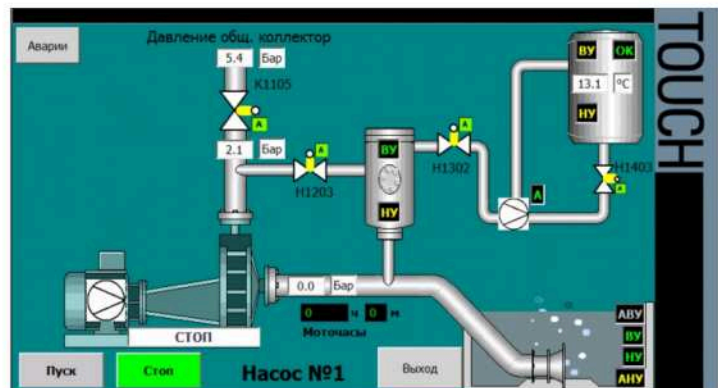 Аварии
Давление общ. коллектор
5.4 Бар
К1105
А
2.1 Бар
А
Н1203
ВУ
НУ
А
Н1302
ВУ ОК
13.1 °C
НУ
Н1403
А
А
0.0 Бар
0 ч 0 м
Моточасы
СТОП
АВУ
ВУ
НУ
АНУ
Пуск
Стоп
Насос №1
Выход
TOUCH